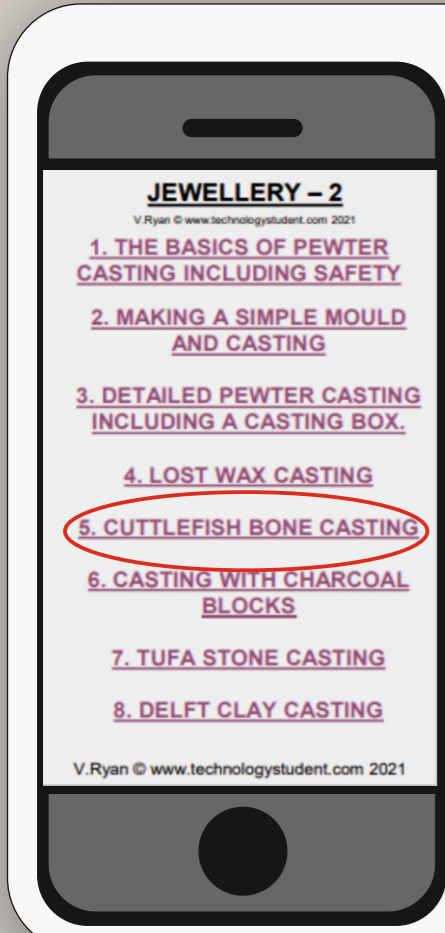 JEWELLERY – 2
V.Ryan © www.technologystudent.com 2021
1. THE BASICS OF PEWTER
CASTING INCLUDING SAFETY
2. MAKING A SIMPLE MOULD
AND CASTING
3. DETAILED PEWTER CASTING
INCLUDING A CASTING BOX.
4. LOST WAX CASTING
5. CUTTLEFISH BONE CASTING
6. CASTING WITH CHARCOAL
BLOCKS
7. TUFA STONE CASTING
8. DELFT CLAY CASTING
V.Ryan © www.technologystudent.com 2021